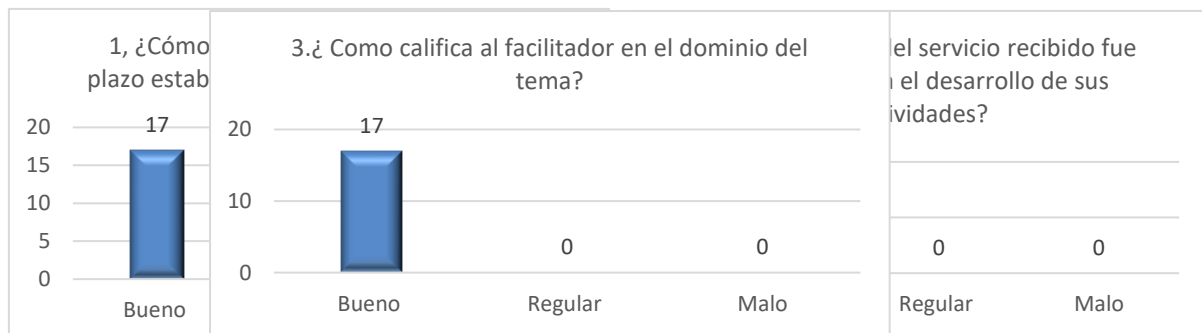 1, ¿Cómo
plazo estab
20
17
15
10
5
0
Bueno
3.¿ Como califica al facilitador en el dominio del
tema?
20
17
10
0
0
0
Bueno Regular Malo
del servicio recibido fue
el desarrollo de sus
ividades?
0
0
Regular Malo